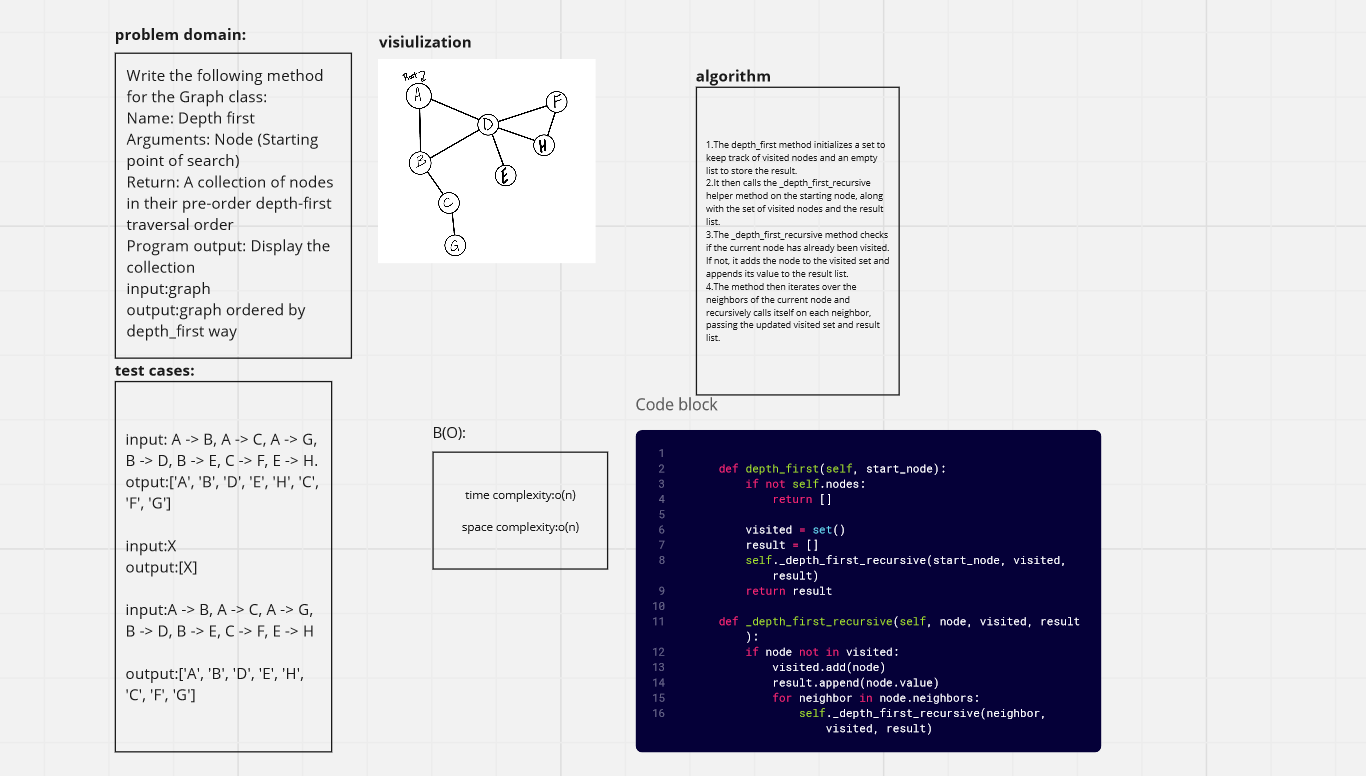 problem domain:
Write the following method
for the Graph class:
Name: Depth first
Arguments: Node (Starting
point of search)
Return: A collection of nodes
in their pre-order depth-first
traversal order
Program output: Display the
collection
input:graph
output:graph ordered by
depth_first way
visiulization
Root
A
D
F
H
B
E
C
G
algorithm
1.The depth_first method initializes a set to
keep track of visited nodes and an empty
list to store the result.
2.It then calls the _depth_first_recursive
helper method on the starting node, along
with the set of visited nodes and the result
list.
3.The _depth_first_recursive method checks
if the current node has already been visited.
If not, it adds the node to the visited set and
appends its value to the result list.
4.The method then iterates over the
neighbors of the current node and
recursively calls itself on each neighbor,
passing the updated visited set and result
list.
test cases:
input: A -> B, A -> C, A -> G,
B -> D, B -> E, C -> F, E -> H.
otput:['A', 'B', 'D', 'E', 'H', 'C',
'F', 'G']
input:X
output:[X]
input:A -> B, A -> C, A -> G,
B -> D, B -> E, C -> F, E -> H
output:['A', 'B', 'D', 'E', 'H',
'C', 'F', 'G']
B(O):
time complexity:o(n)
space complexity:o(n)
Code block
1
2 def depth_first(self, start_node):
3 if not self.nodes:
4 return []
5
6 visited = set()
7 result = []
8 self._depth_first_recursive(start_node, visited,
result)
9 return result
10
11 def _depth_first_recursive(self, node, visited, result
):
12 if node not in visited:
13 visited.add(node)
14 result.append(node.value)
15 for neighbor in node.neighbors:
16 self._depth_first_recursive(neighbor,
visited, result)